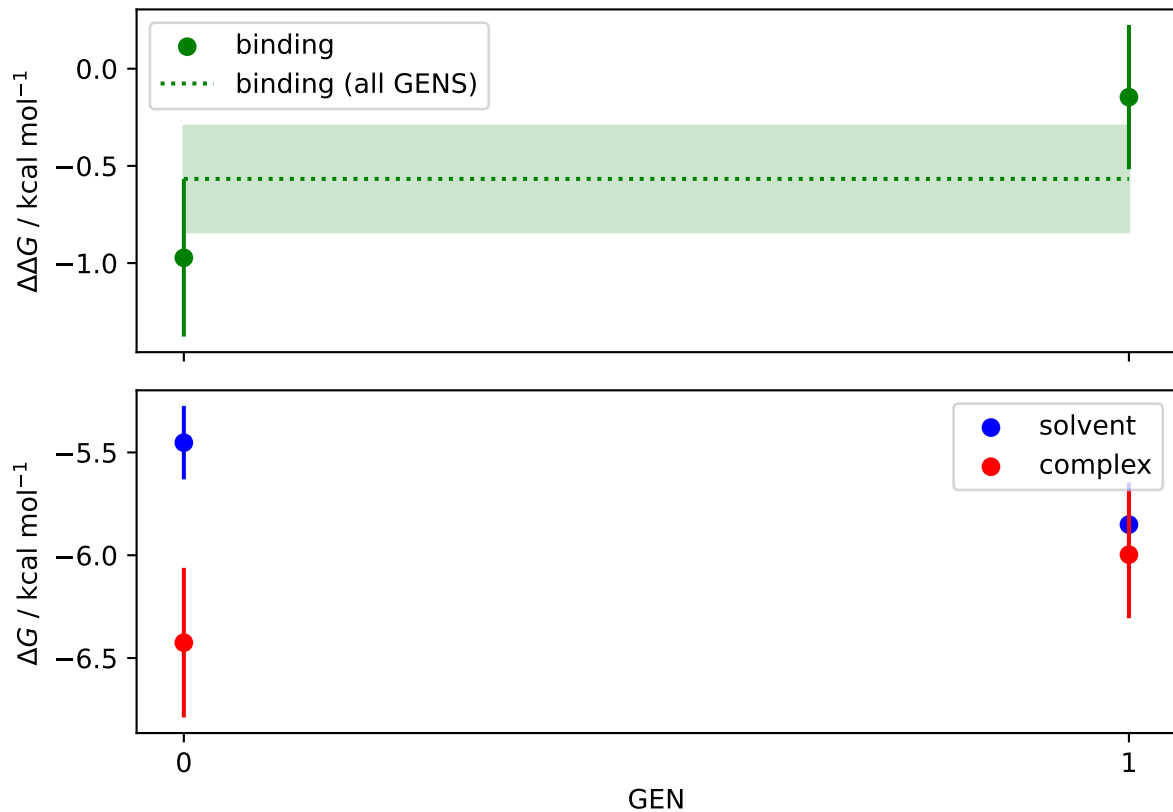 binding
binding (all GENS)
ΔΔG / kcal mol⁻¹
0.0
−0.5
−1.0
solvent
complex
ΔG / kcal mol⁻¹
−5.5
−6.0
−6.5
0 1
GEN